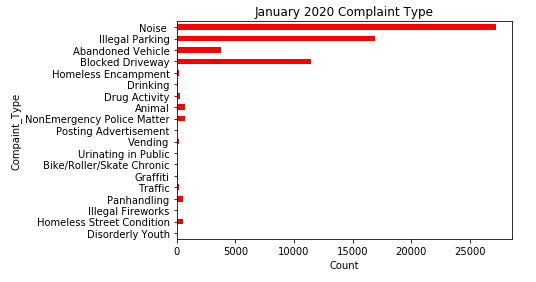 January 2020 Complaint Type
Compaint_Type
Noise
Illegal Parking
Abandoned Vehicle
Blocked Driveway
Homeless Encampment
Drinking
Drug Activity
Animal
NonEmergency Police Matter
Posting Advertisement
Vending
Urinating in Public
Bike/Roller/Skate Chronic
Graffiti
Traffic
Panhandling
Illegal Fireworks
Homeless Street Condition
Disorderly Youth
0 5000 10000 15000 20000 25000
Count